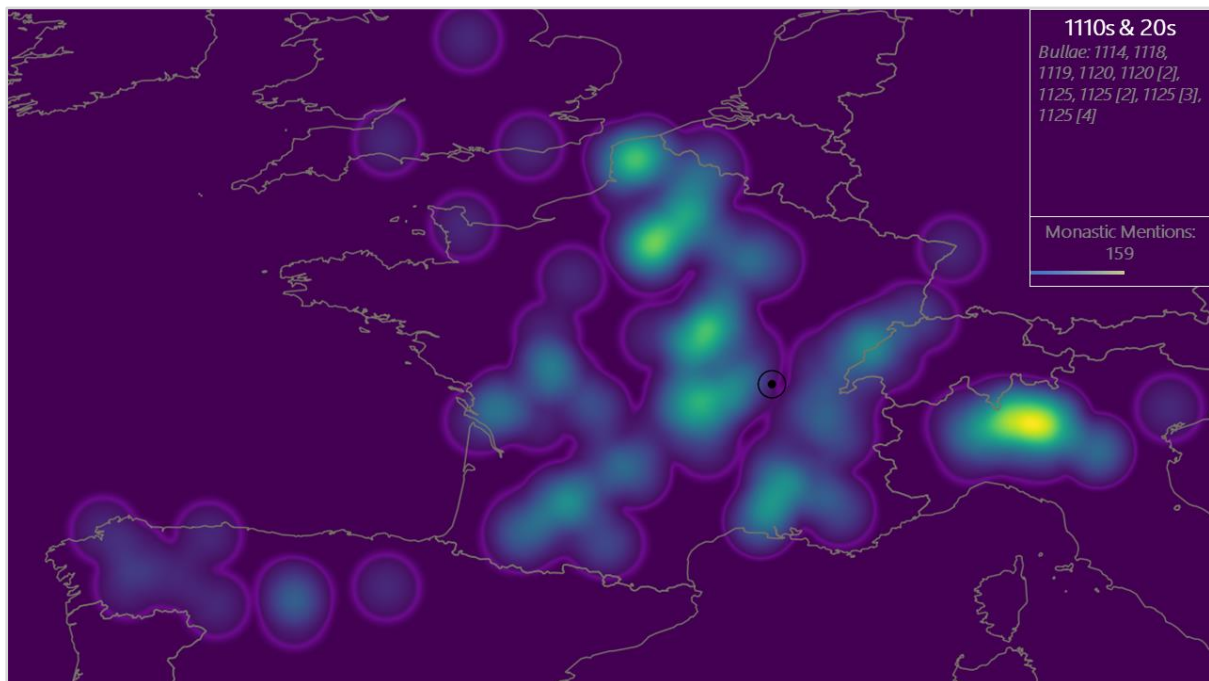 1110s & 20s
Bullae: 1114, 1118,
1119, 1120, 1120 [2],
1125, 1125 [2], 1125 [3],
1125 [4]
Monastic Mentions:
159